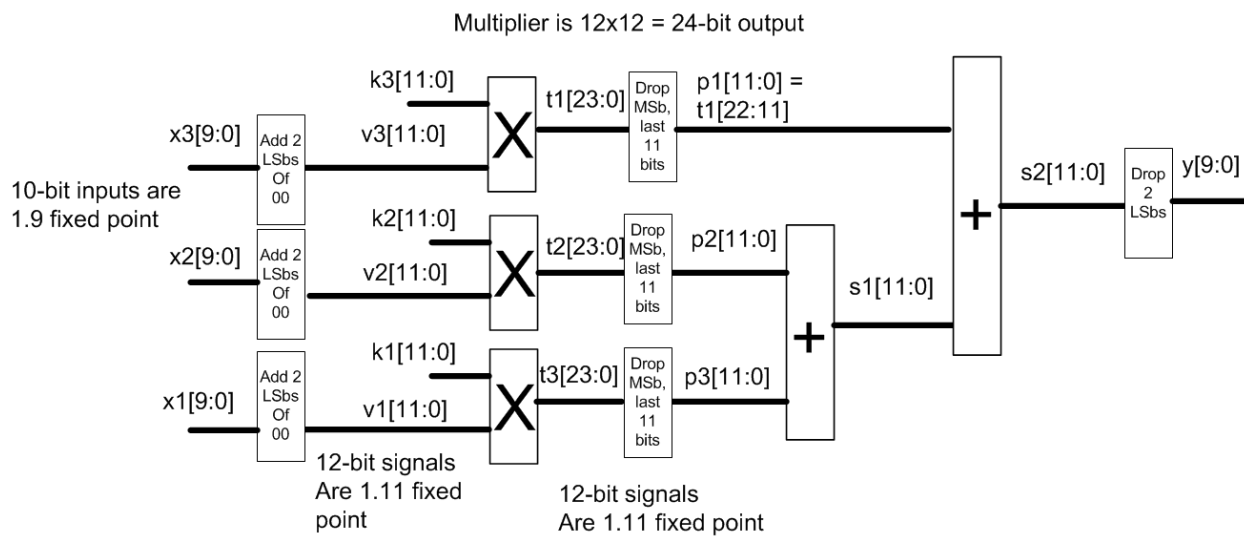 Multiplier is 12x12 = 24-bit output
k3[11:0]
t1[23:0]
Drop
MSb,
last
11
bits
p1[11:0] =
t1[22:11]
x3[9:0]
Add 2
LSbs
Of
00
v3[11:0]
X
10-bit inputs are
1.9 fixed point
k2[11:0]
x2[9:0]
Add 2
LSbs
Of
00
v2[11:0]
X
t2[23:0]
Drop
MSb,
last
11
bits
p2[11:0]
s1[11:0]
+
+
s2[11:0]
Drop
2
LSbs
y[9:0]
k1[11:0]
x1[9:0]
Add 2
LSbs
Of
00
v1[11:0]
X
t3[23:0]
Drop
MSb,
last
11
bits
p3[11:0]
12-bit signals
Are 1.11 fixed
point
12-bit signals
Are 1.11 fixed point